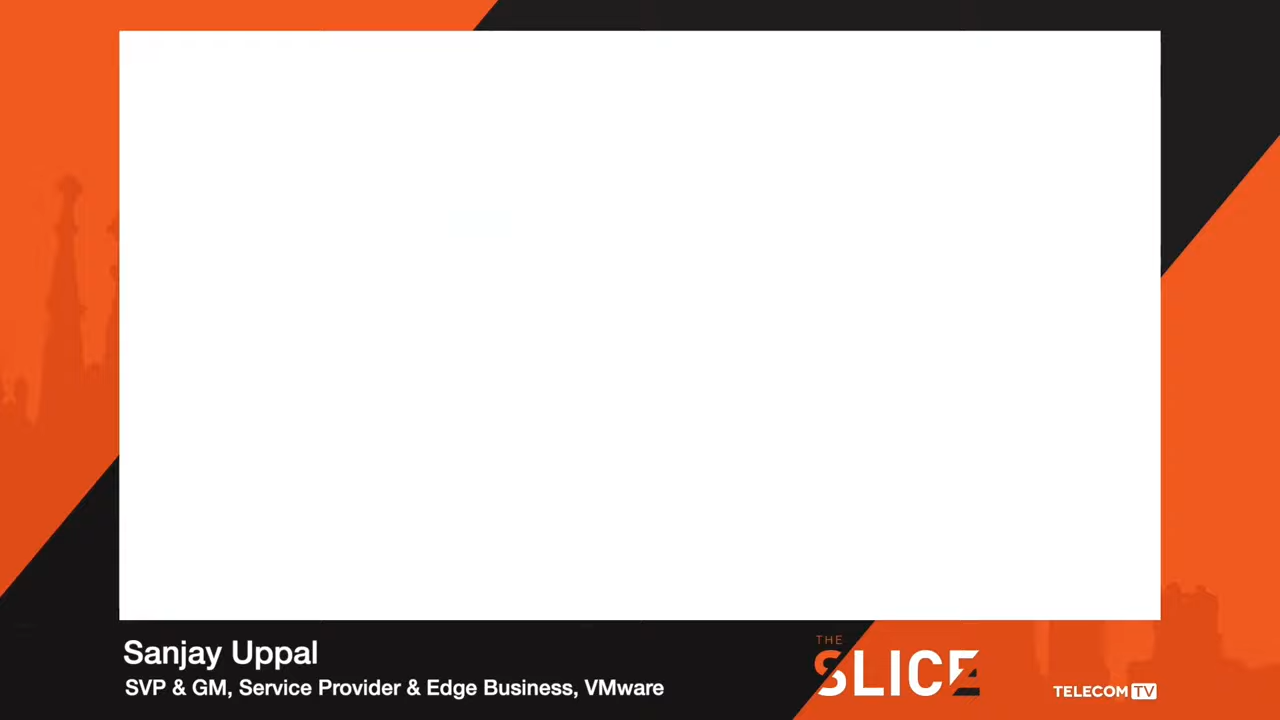 Sanjay Uppal
SVP & GM, Service Provider & Edge Business, VMware
THE
SLICE
TELECOM TV